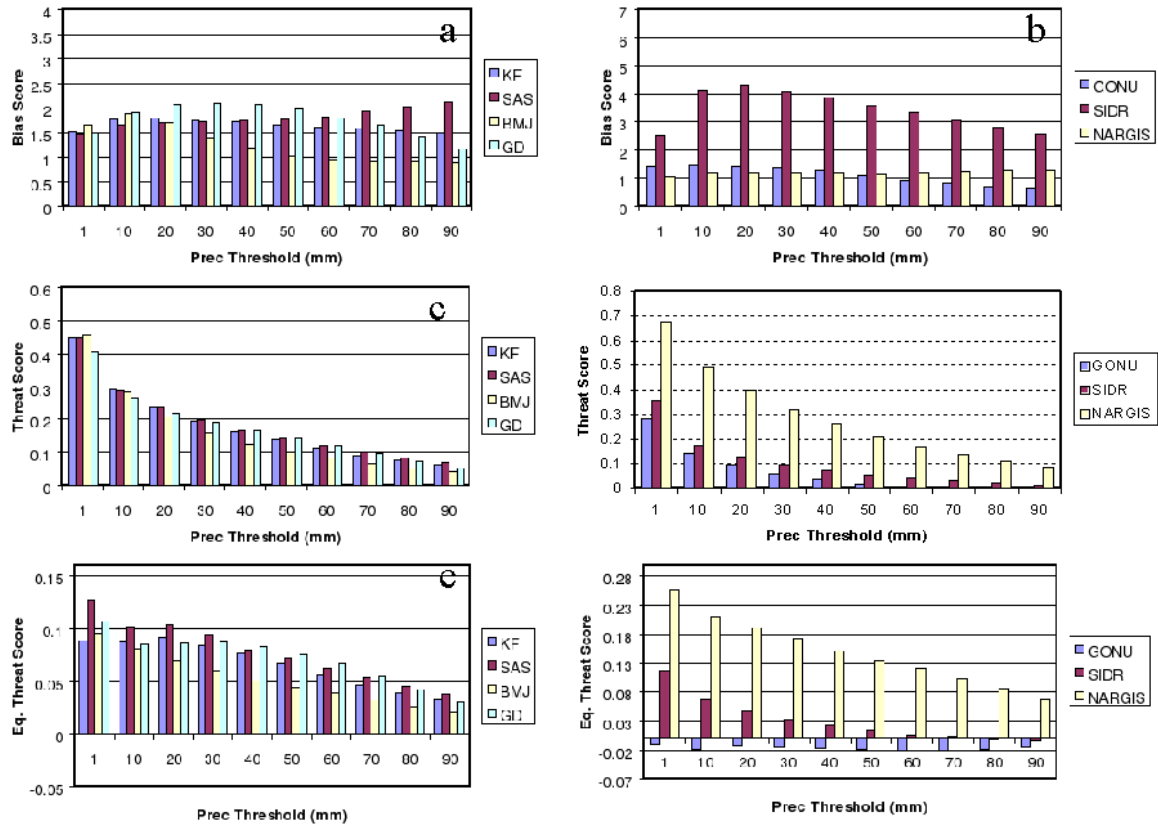 a
4
3.5
3
2.5
2
1.5
1
0.5
0
Bias Score
1 10 20 30 40 50 60 70 80 90
Prec Threshold (mm)
KF
SAS
BMJ
GD
b
7
6
5
4
3
2
1
0
Bias Score
1 10 20 30 40 50 60 70 80 90
Prec Threshold (mm)
CONU
SIDR
NARGIS
c
0.6
0.5
0.4
0.3
0.2
0.1
0
Threat Score
1 10 20 30 40 50 60 70 80 90
Prec Threshold (mm)
KF
SAS
BMJ
GD
0.8
0.7
0.6
0.5
0.4
0.3
0.2
0.1
0
Threat Score
1 10 20 30 40 50 60 70 80 90
Prec Threshold (mm)
GONU
SIDR
NARGIS
e
0.15
0.1
0.05
0
-0.05
Eq. Threat Score
1 10 20 30 40 50 60 70 80 90
Prec Threshold (mm)
KF
SAS
BMJ
GD
0.28
0.23
0.18
0.13
0.08
0.03
-0.02
-0.07
Eq. Threat Score
1 10 20 30 40 50 60 70 80 90
Prec Threshold (mm)
GONU
SIDR
NARGIS